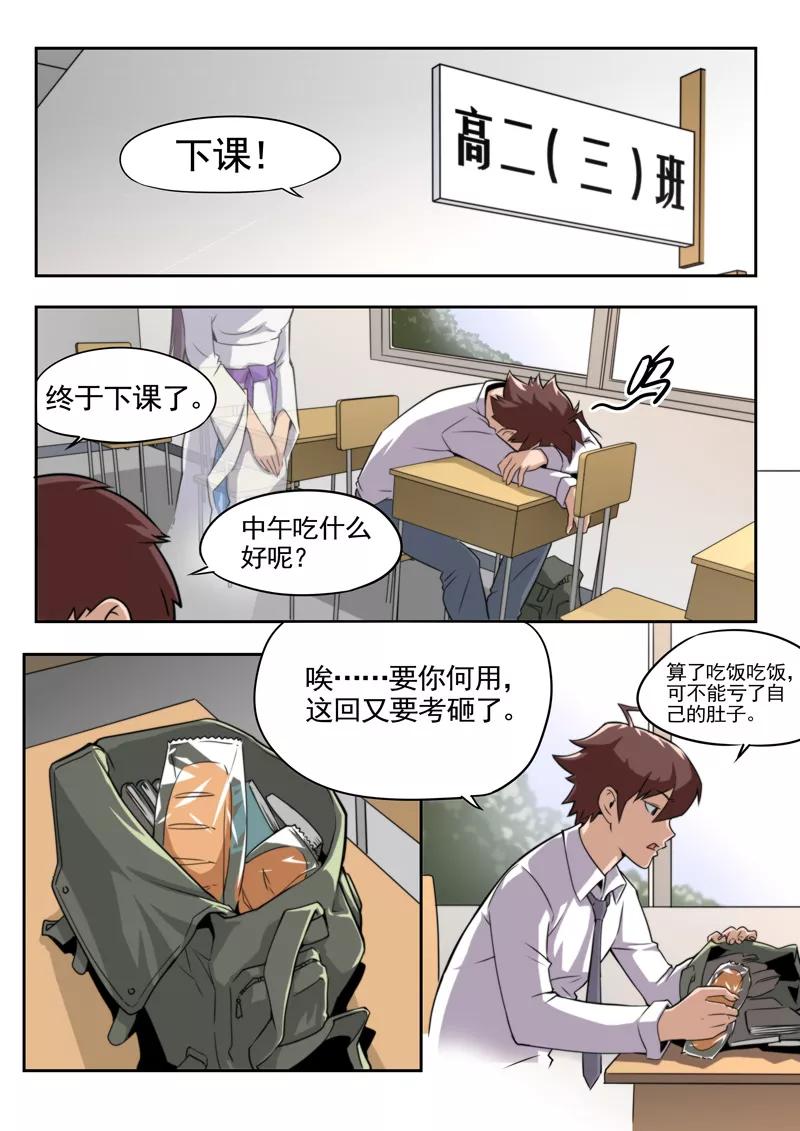 下课！
高二（三）班
终于下课了。
呜
中午吃什么
好呢？
唉……要你何用，
这回又要考砸了。
算了吃饭吃饭，
可不能亏了自
己的肚子。